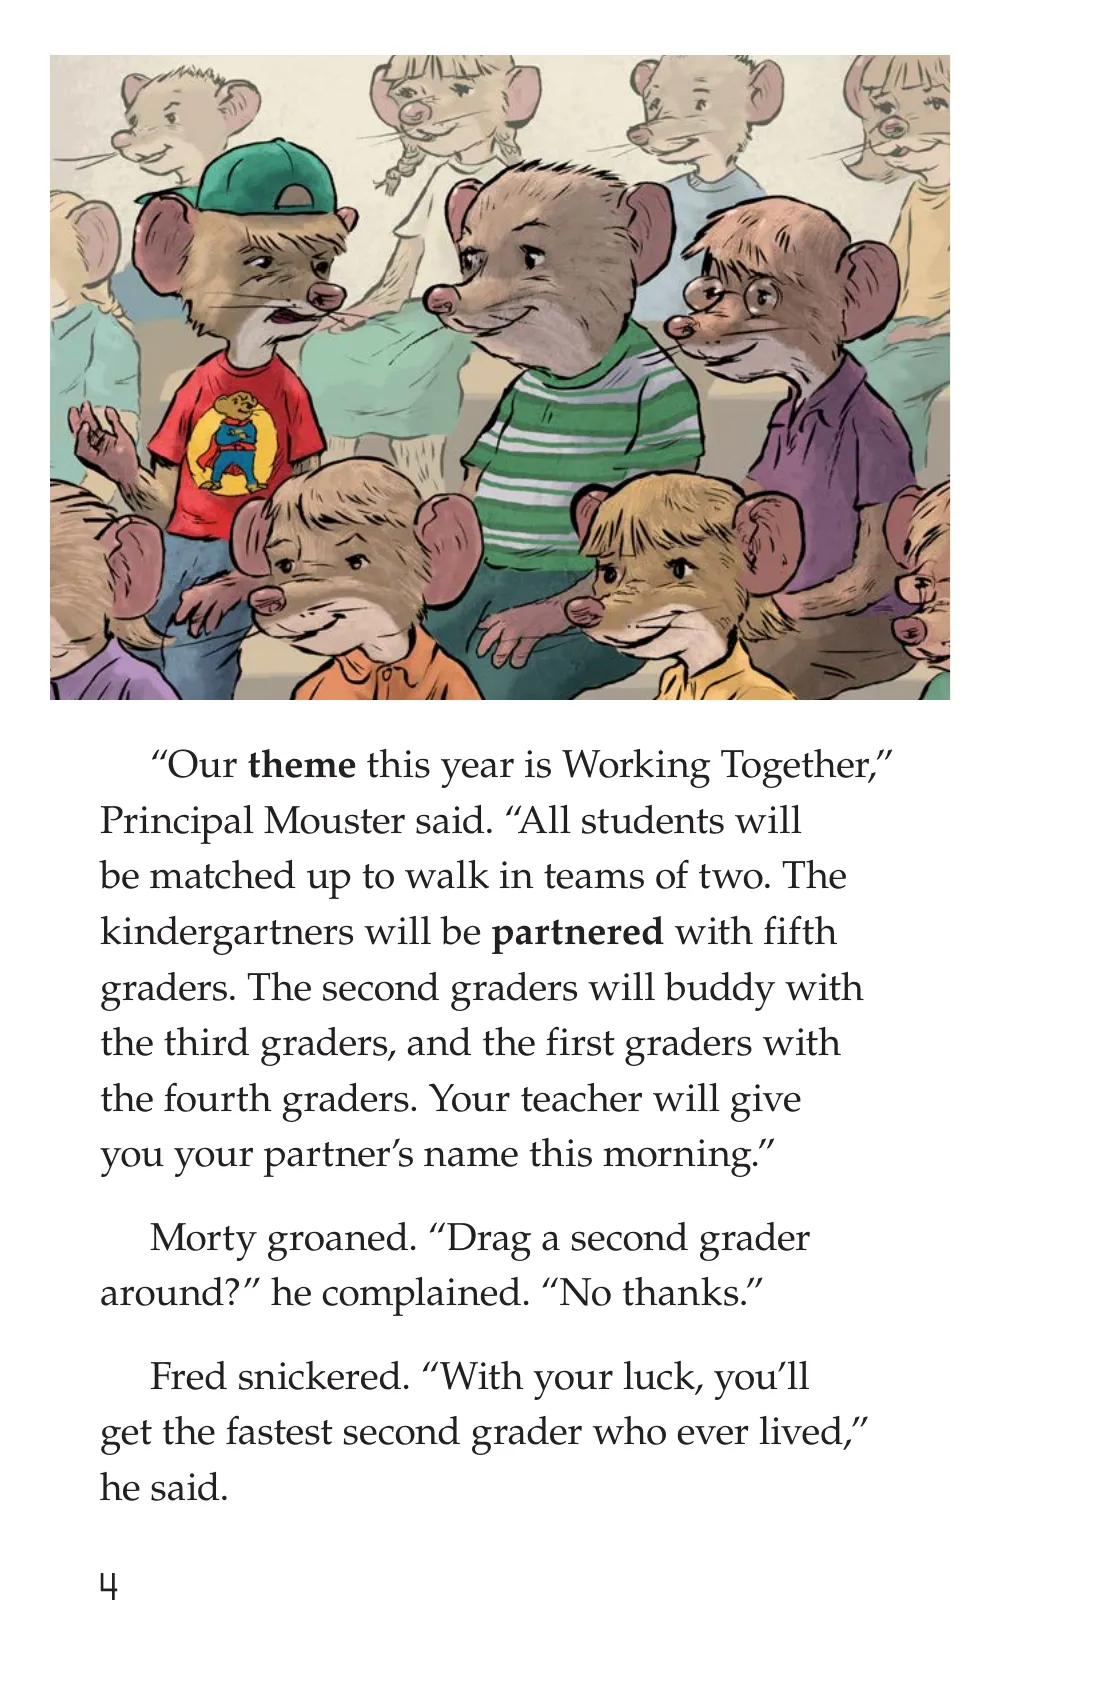 “Our theme this year is Working Together,”
Principal Mouster said. “All students will
be matched up to walk in teams of two. The
kindergartners will be partnered with fifth
graders. The second graders will buddy with
the third graders, and the first graders with
the fourth graders. Your teacher will give
you your partner’s name this morning.”
Morty groaned. “Drag a second grader
around?” he complained. “No thanks.”
Fred snickered. “With your luck, you’ll
get the fastest second grader who ever lived,”
he said.
4